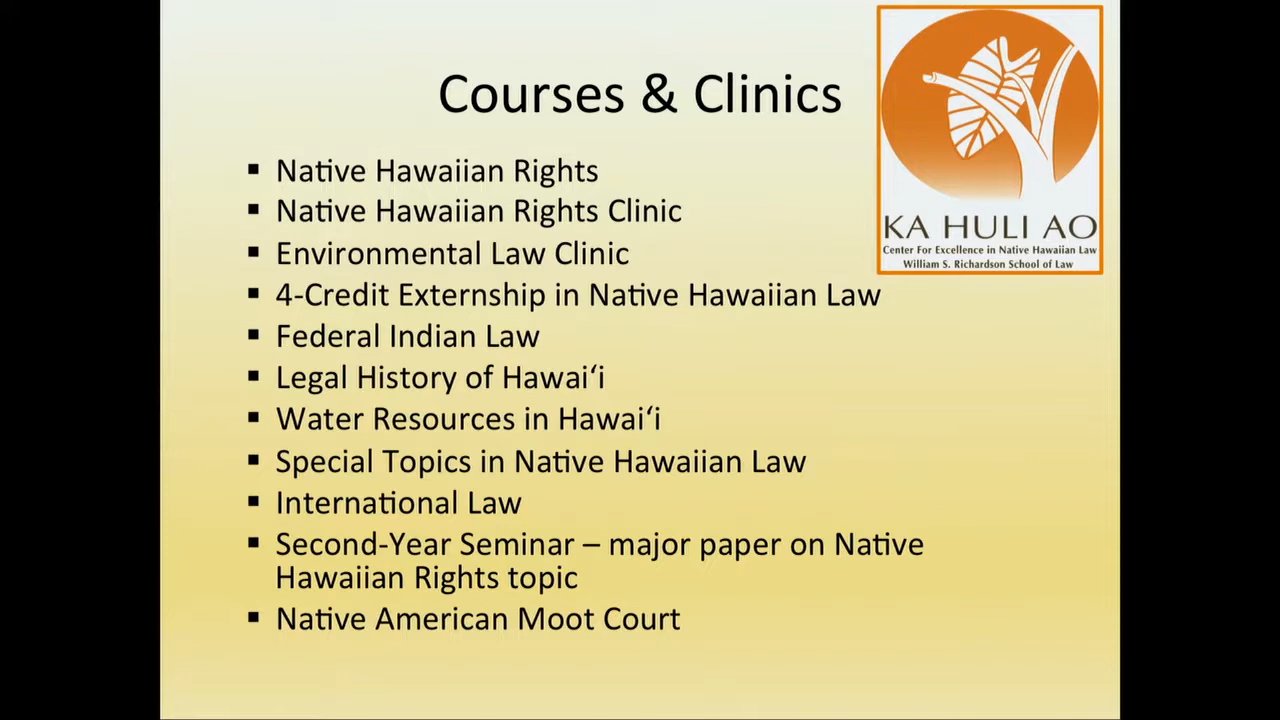 Courses & Clinics
KA HULI AO
Center For Excellence in Native Hawaiian Law
William S. Richardson School of Law
▪ Native Hawaiian Rights
▪ Native Hawaiian Rights Clinic
▪ Environmental Law Clinic
▪ 4-Credit Externship in Native Hawaiian Law
▪ Federal Indian Law
▪ Legal History of Hawaiʻi
▪ Water Resources in Hawaiʻi
▪ Special Topics in Native Hawaiian Law
▪ International Law
▪ Second-Year Seminar – major paper on Native
Hawaiian Rights topic
▪ Native American Moot Court